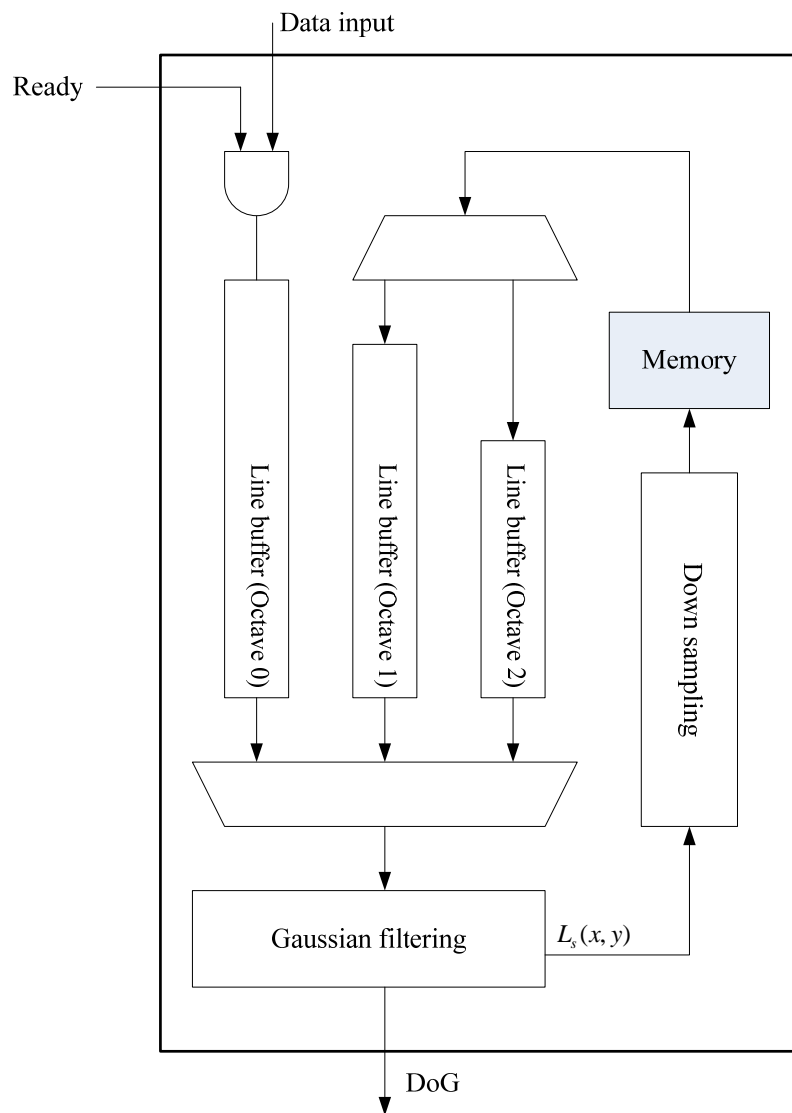 Data input
Ready
Memory
Line buffer (Octave 0)
Line buffer (Octave 1)
Line buffer (Octave 2)
Down sampling
Gaussian filtering
L_s(x, y)
DoG